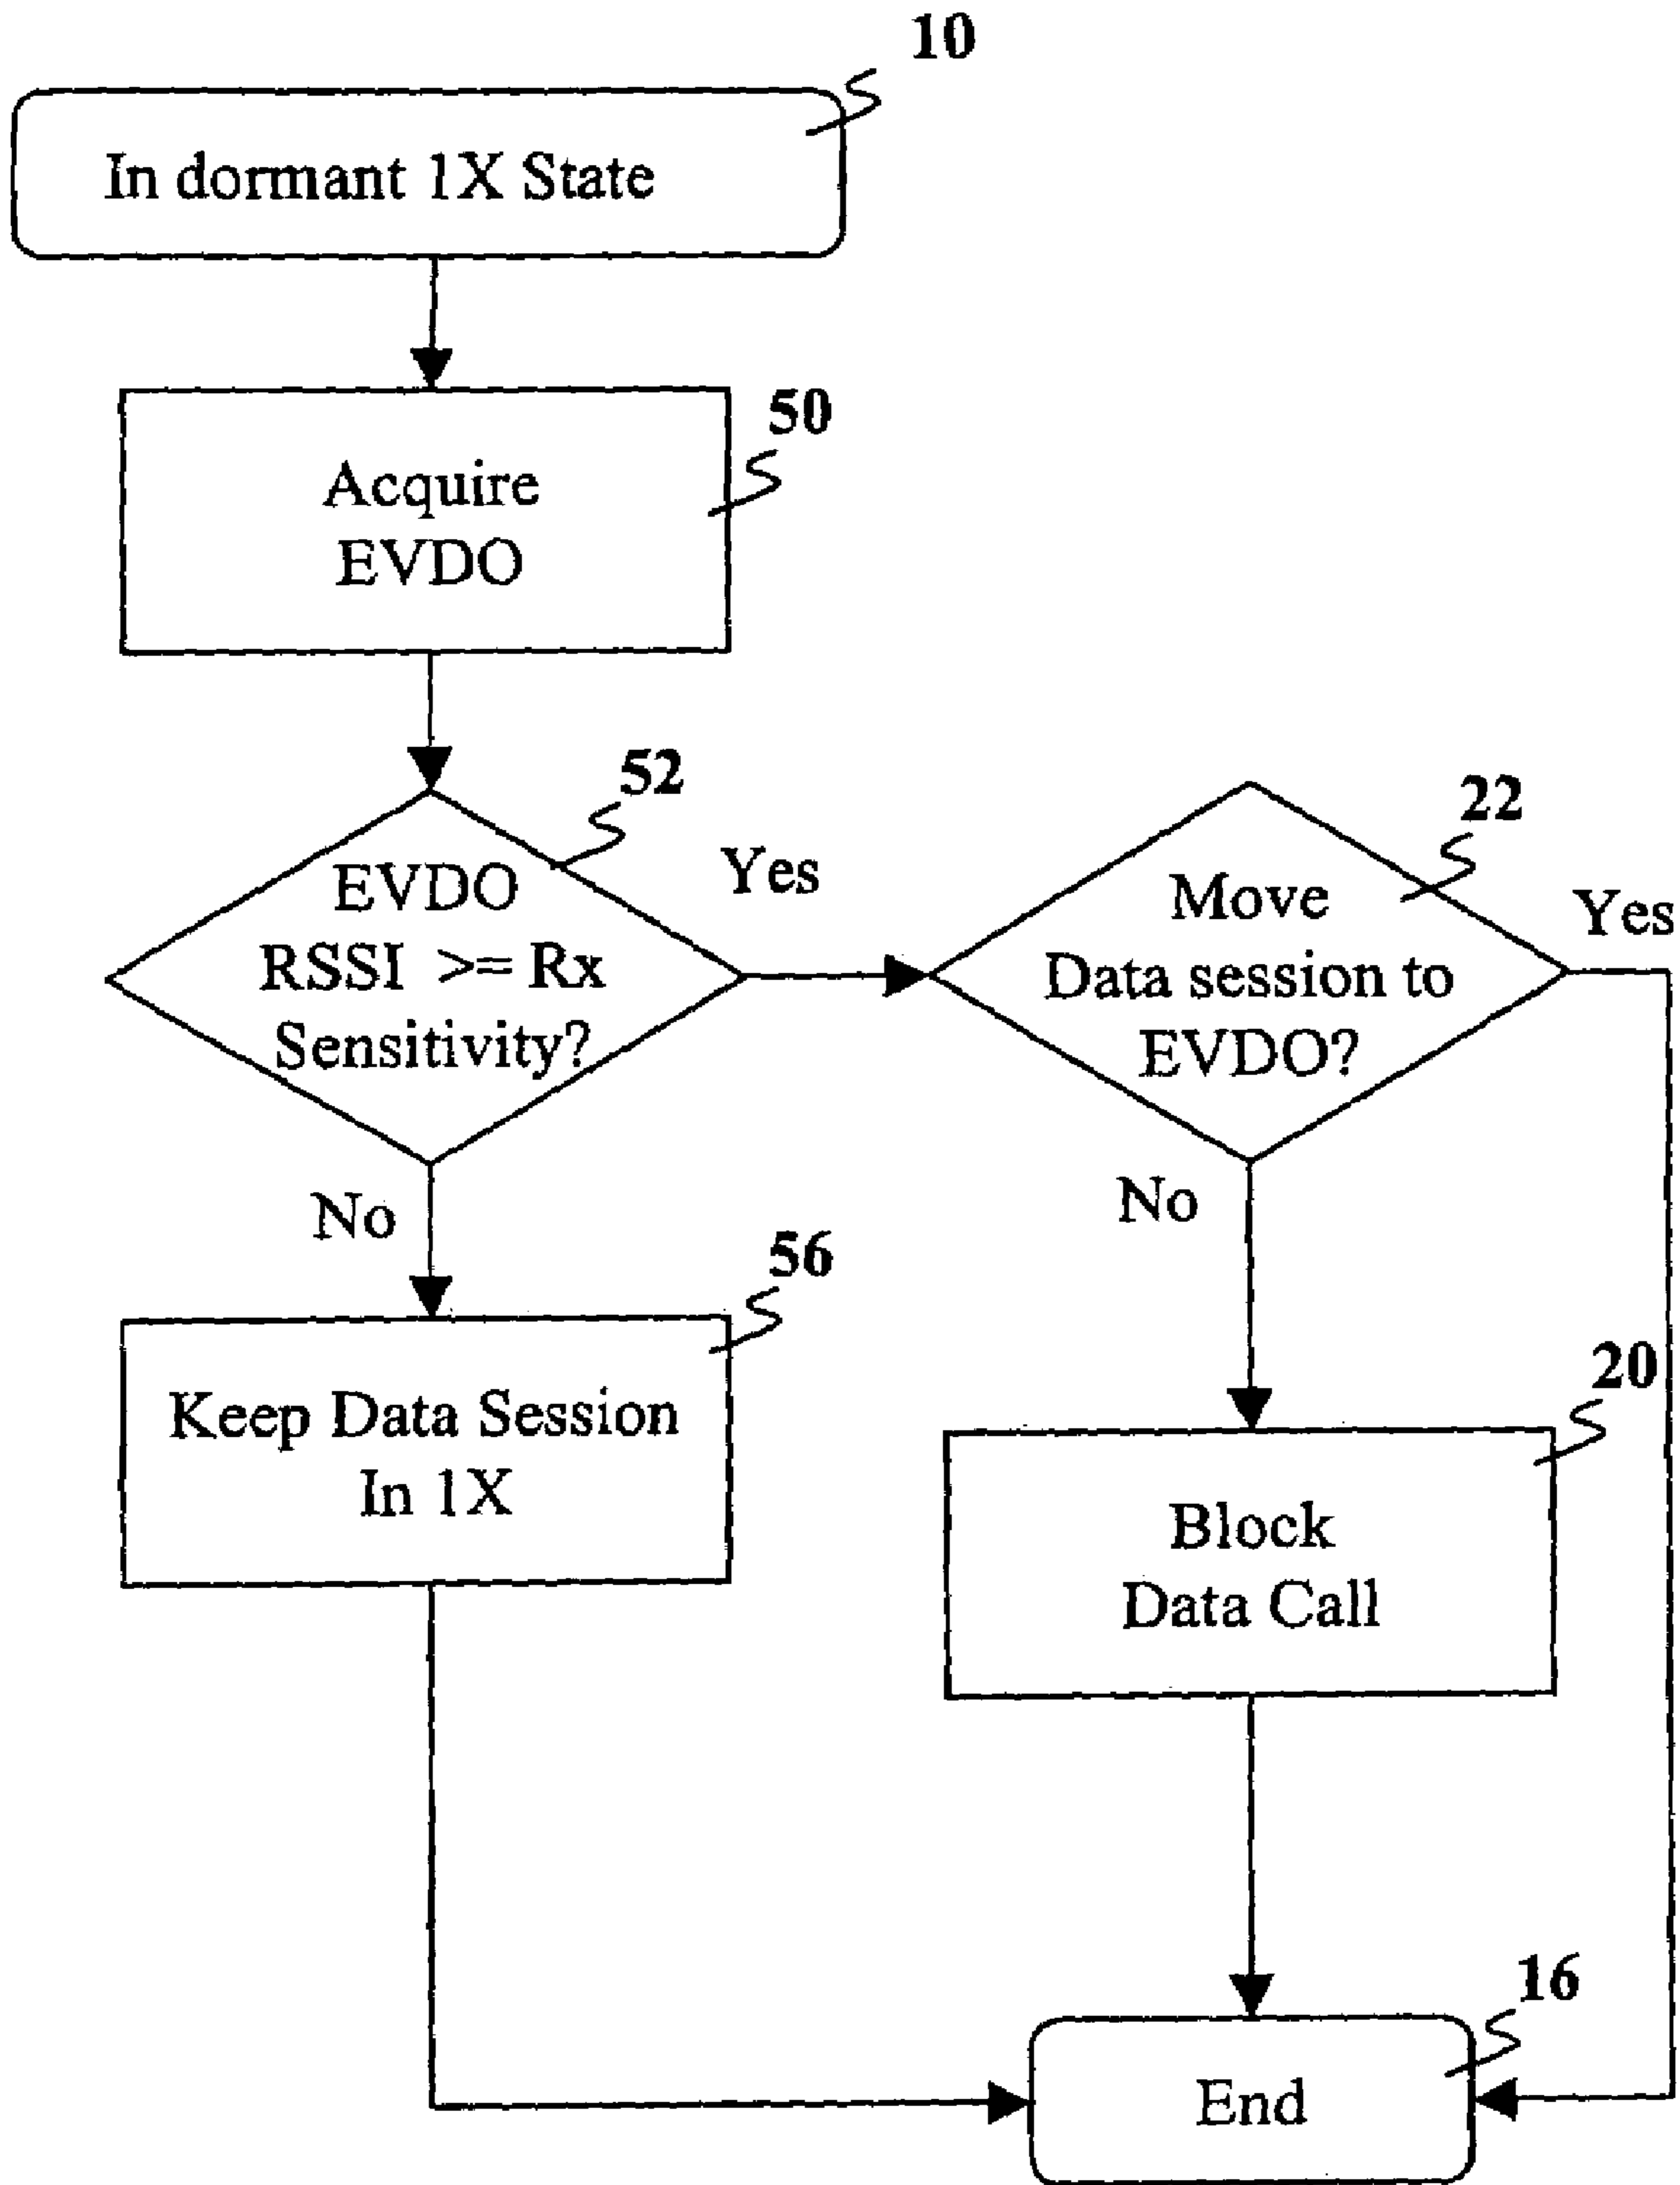 10
In dormant 1X State
50
Acquire
EVDO
52
EVDO
RSSI >= Rx
Sensitivity?
Yes
22
Move
Data session to
EVDO?
Yes
No
No
56
Keep Data Session
In 1X
20
Block
Data Call
16
End